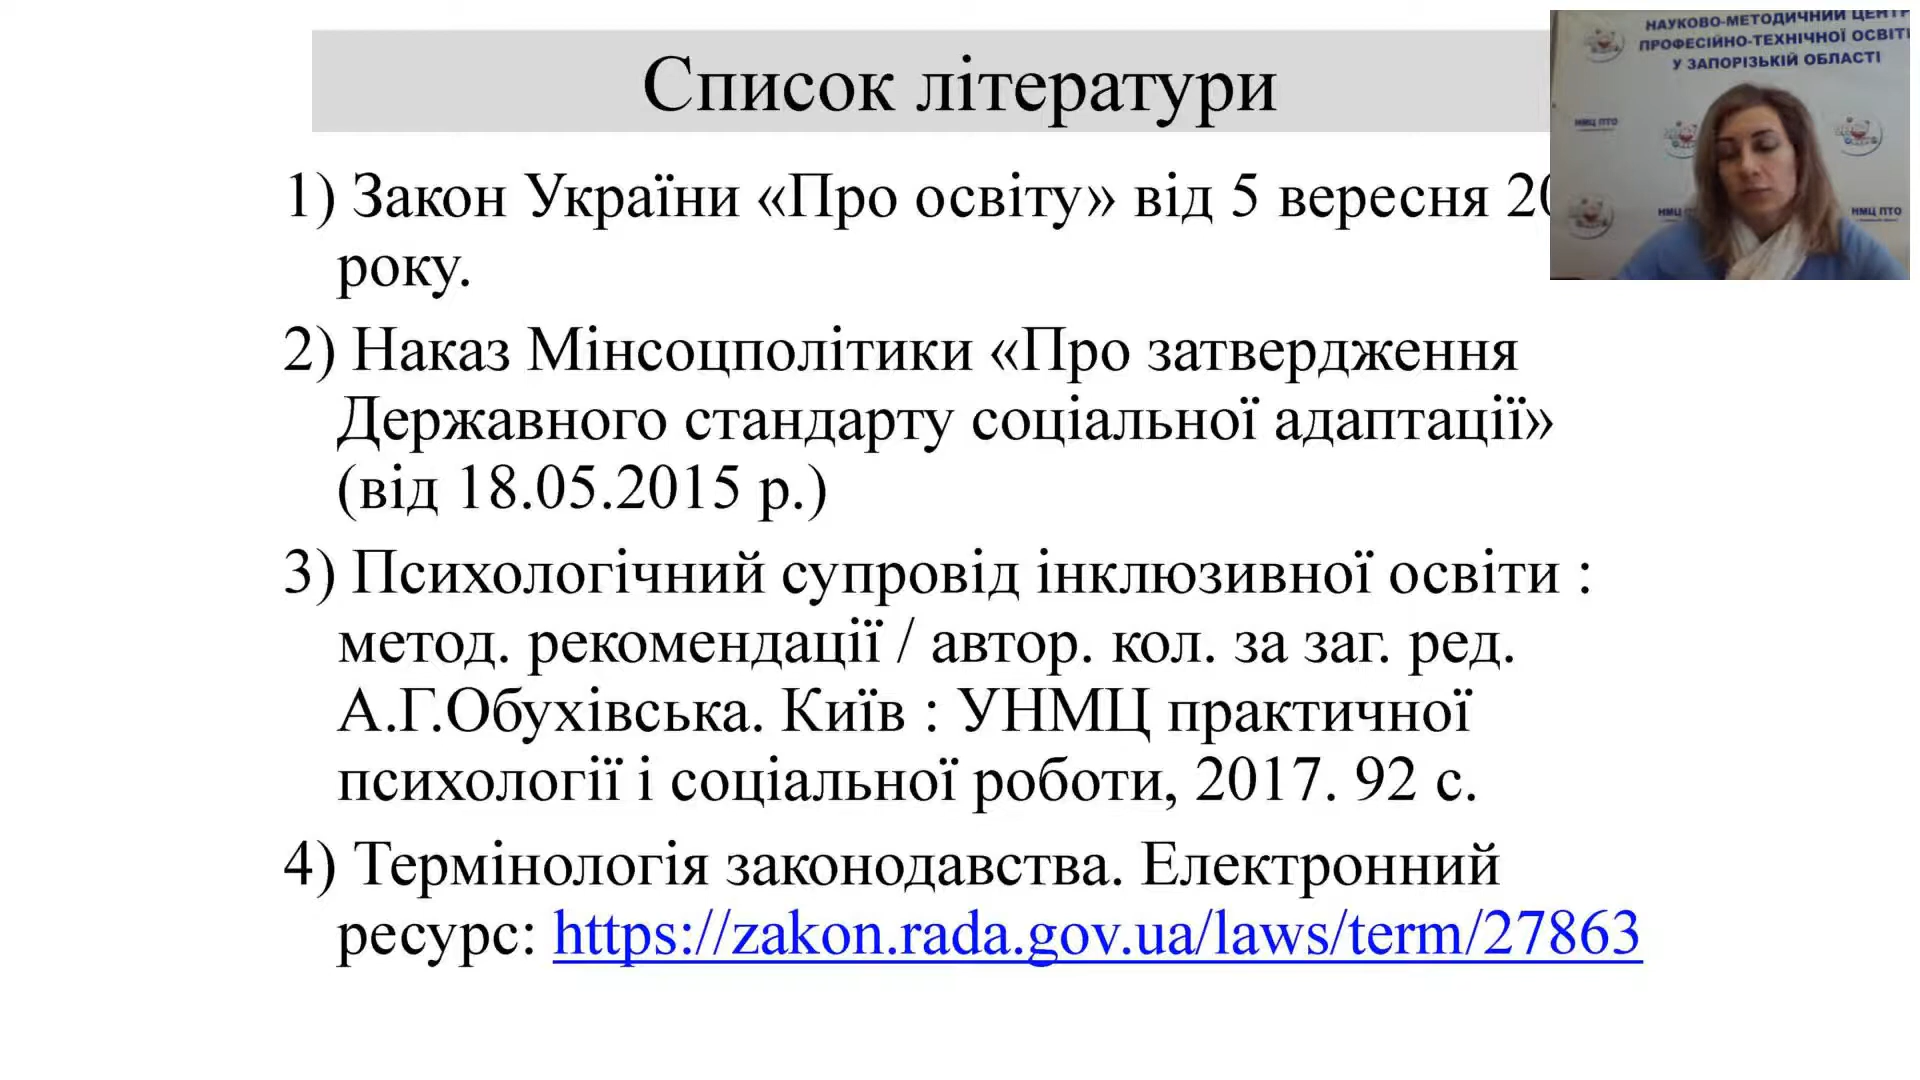 Список літератури
1) Закон України «Про освіту» від 5 вересня
року.
2) Наказ Мінсоцполітики «Про затвердження
Державного стандарту соціальної адаптації»
(від 18.05.2015 р.)
3) Психологічний супровід інклюзивної освіти :
метод. рекомендації / автор. кол. за заг. ред.
А.Г.Обухівська. Київ : УНМЦ практичної
психології і соціальної роботи, 2017. 92 с.
4) Термінологія законодавства. Електронний
ресурс: https://zakon.rada.gov.ua/laws/term/27863
НАУКОВО-МЕТОДИЧНИЙ ЦЕНТР
ПРОФЕСІЙНО-ТЕХНІЧНОЇ ОСВІТИ
У ЗАПОРІЗЬКІЙ ОБЛАСТІ
НМЦ ПТО
НМЦ
НМЦ ПТО